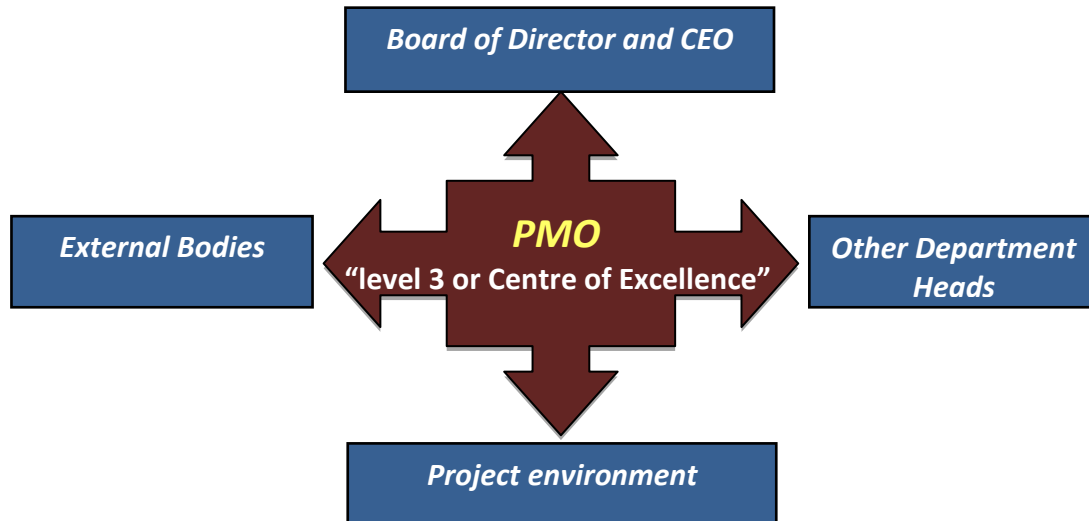 Board of Director and CEO
External Bodies
PMO
“level 3 or Centre of Excellence”
Other Department
Heads
Project environment